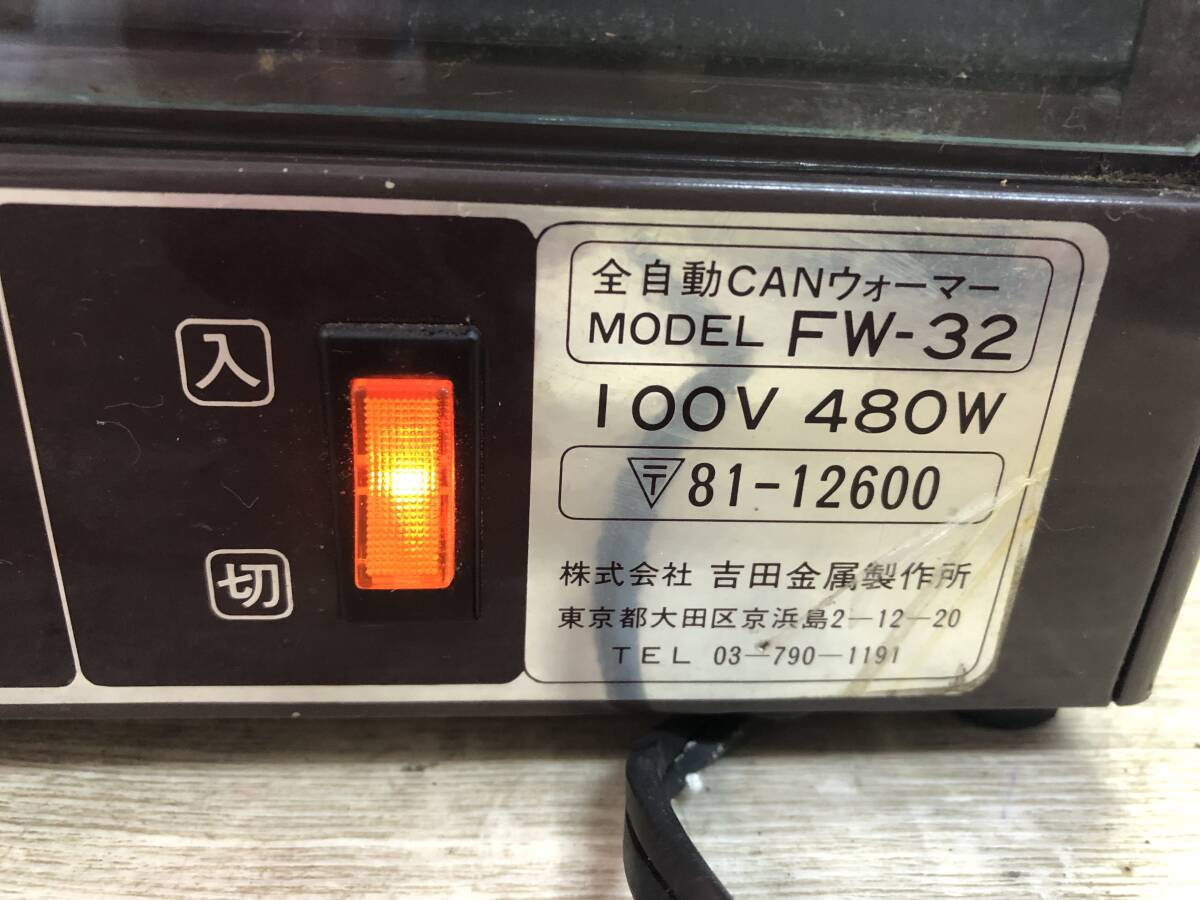 入
切
全自動CANウォーマー
MODEL FW-32
100V 480W
〒81-12600
株式会社 吉田金属製作所
東京都大田区京浜島2-12-20
TEL 03-790-1191